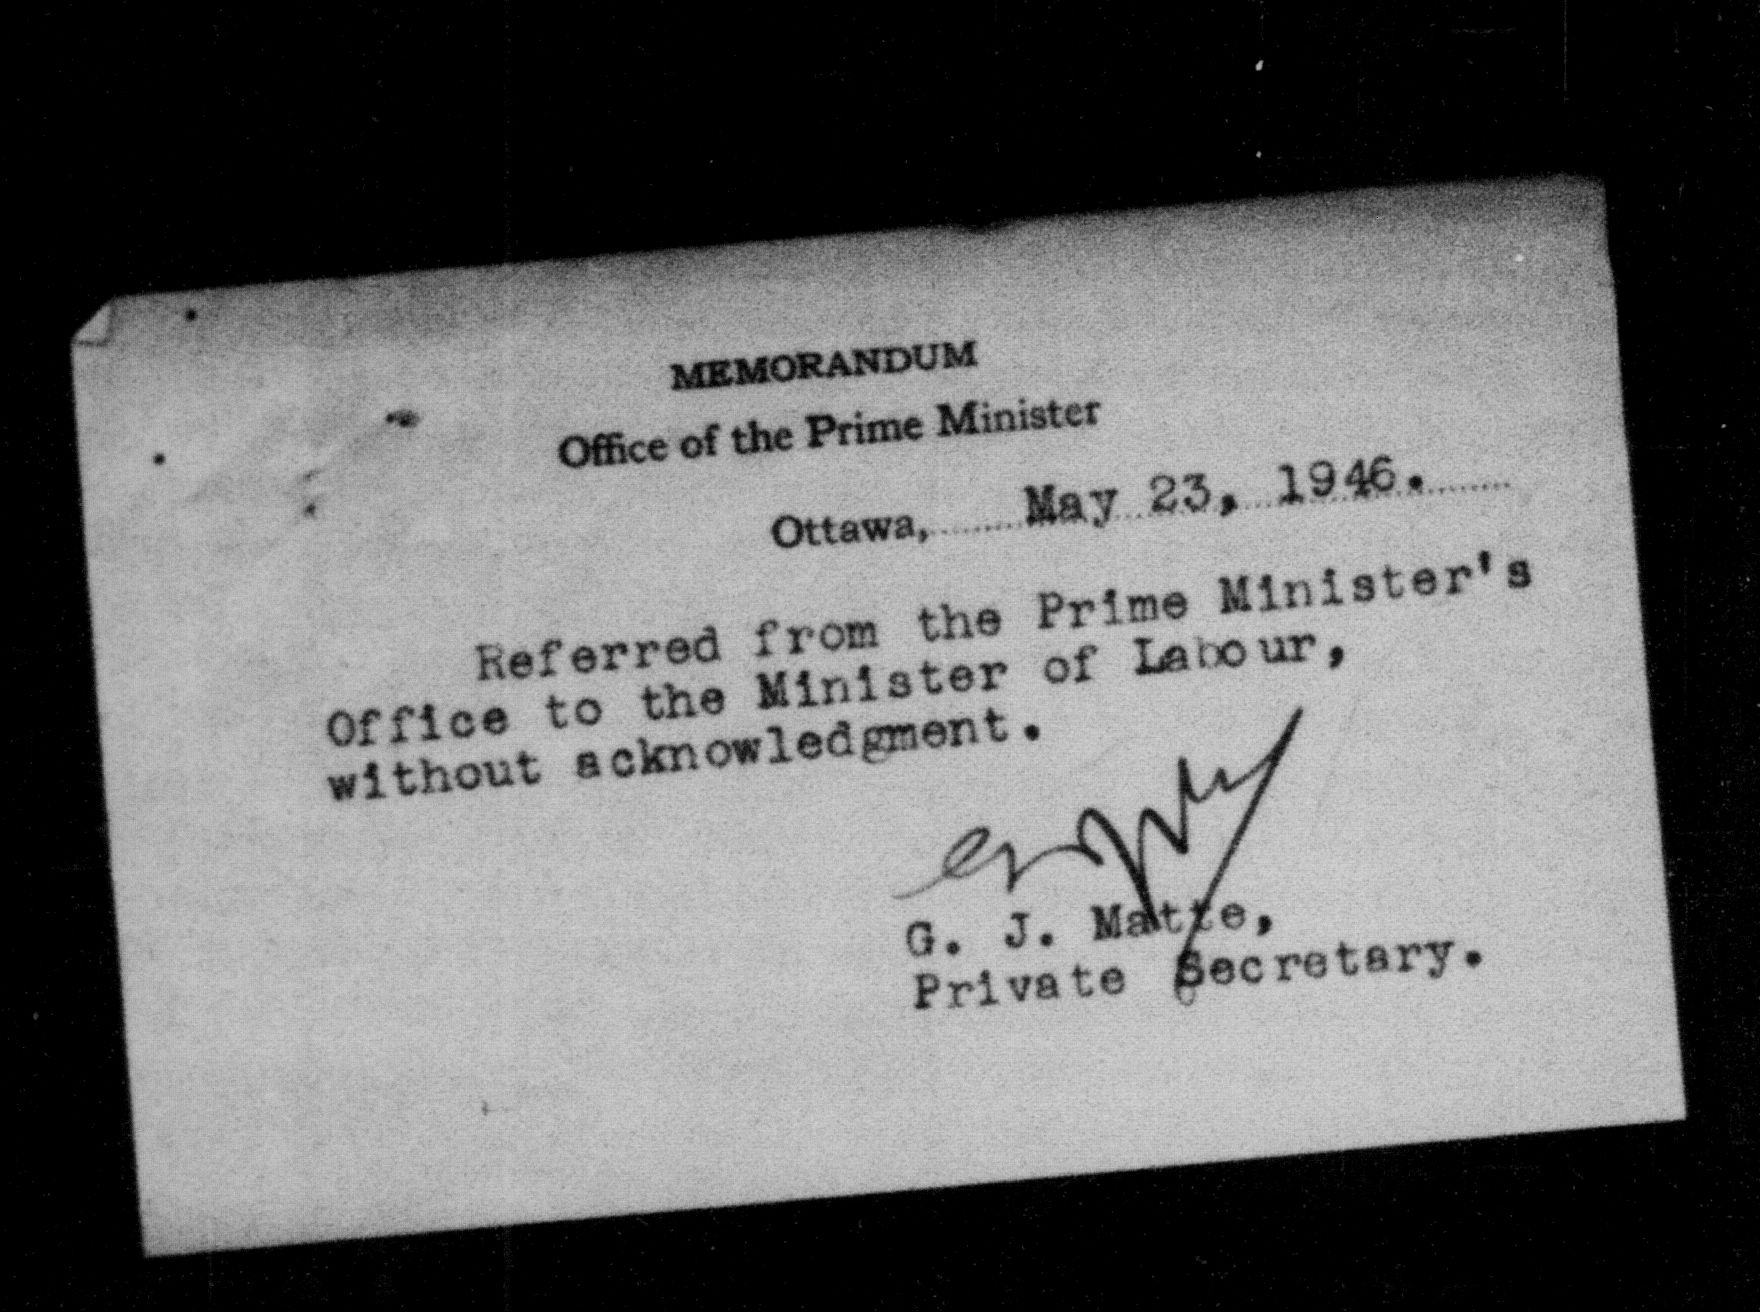 MEMORANDUM
Office of the Prime Minister
Ottawa, May 23, 1946.
Referred from the Prime Minister's
Office to the Minister of Labour,
without acknowledgment.
G. J. Matte,
Private Secretary.